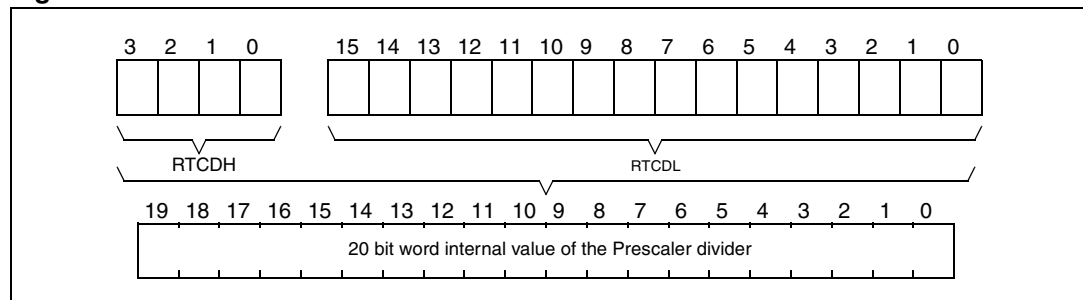 3 2 1 0 15 14 13 12 11 10 9 8 7 6 5 4 3 2 1 0
RTCDH RTCDL
19 18 17 16 15 14 13 12 11 10 9 8 7 6 5 4 3 2 1 0
20 bit word internal value of the Prescaler divider